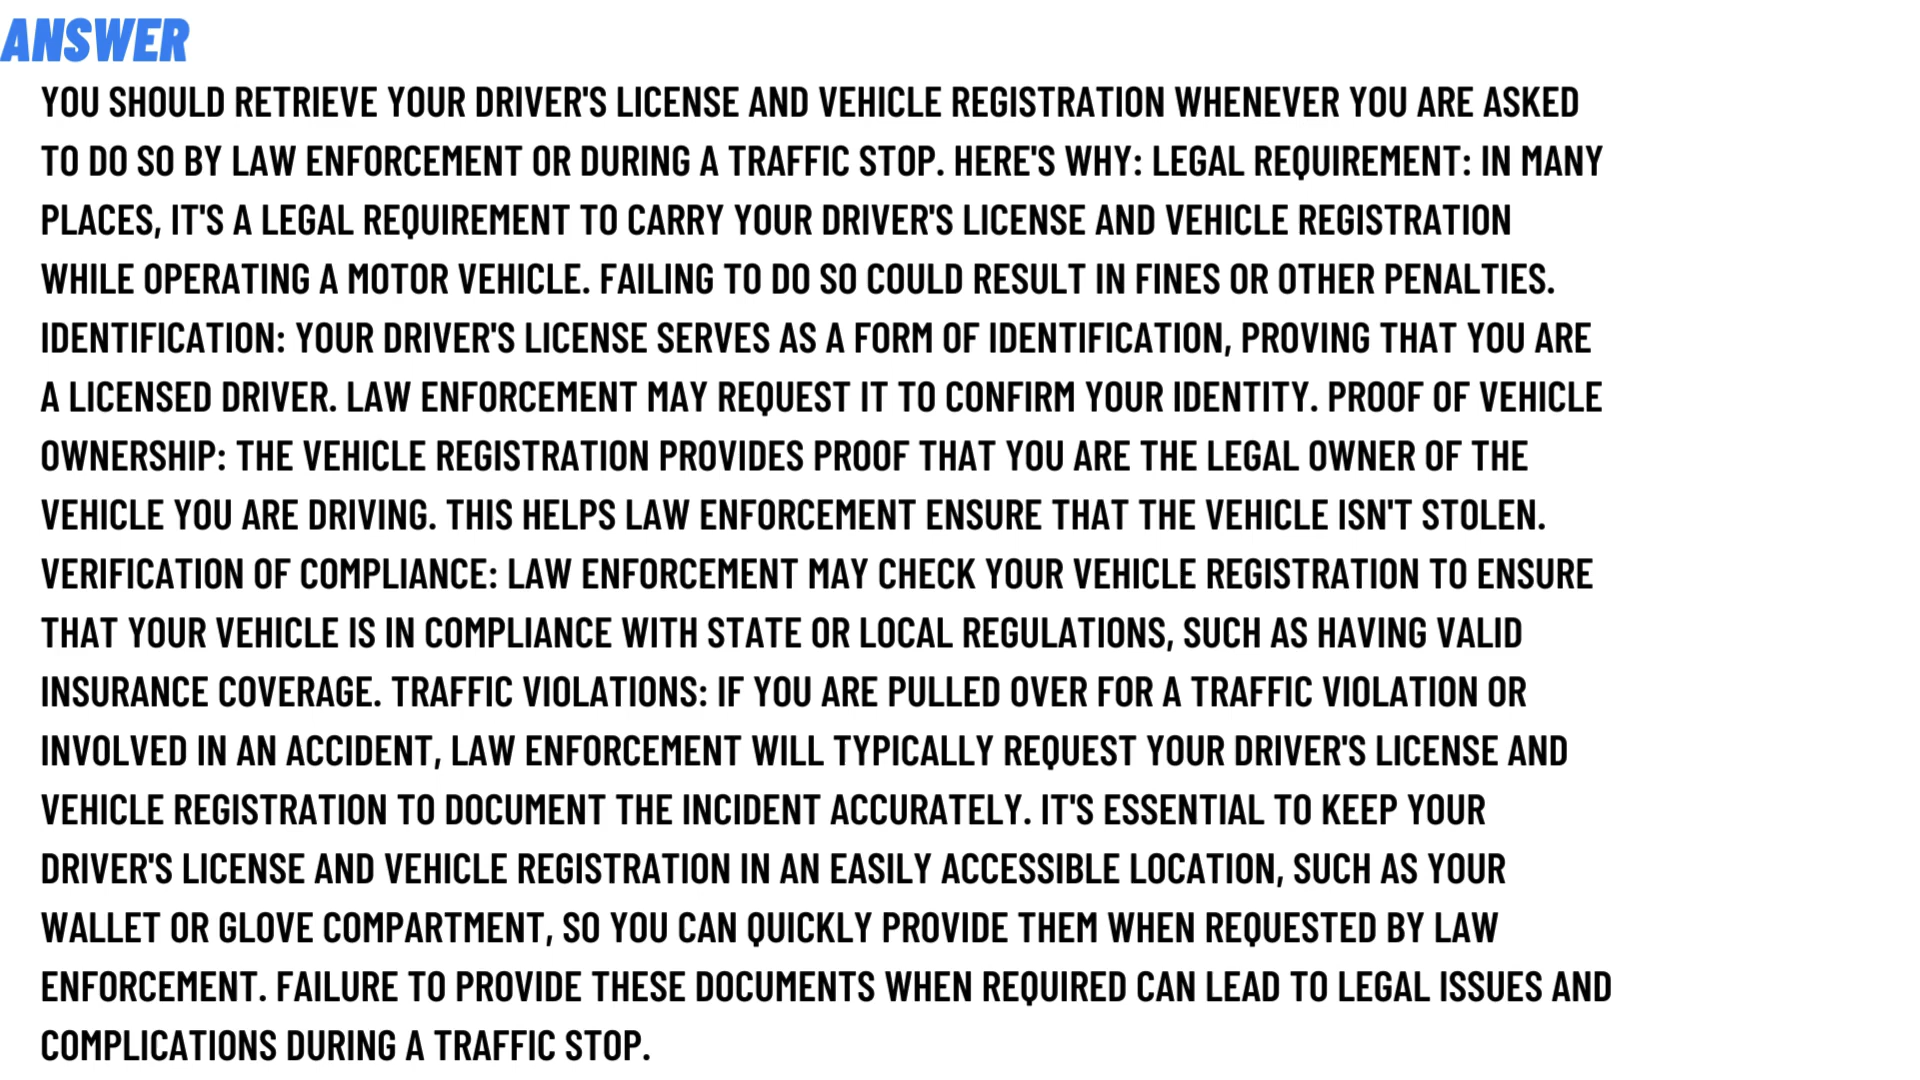 ANSWER
YOU SHOULD RETRIEVE YOUR DRIVER'S LICENSE AND VEHICLE REGISTRATION WHENEVER YOU ARE ASKED
TO DO SO BY LAW ENFORCEMENT OR DURING A TRAFFIC STOP. HERE'S WHY: LEGAL REQUIREMENT: IN MANY
PLACES, IT'S A LEGAL REQUIREMENT TO CARRY YOUR DRIVER'S LICENSE AND VEHICLE REGISTRATION
WHILE OPERATING A MOTOR VEHICLE. FAILING TO DO SO COULD RESULT IN FINES OR OTHER PENALTIES.
IDENTIFICATION: YOUR DRIVER'S LICENSE SERVES AS A FORM OF IDENTIFICATION, PROVING THAT YOU ARE
A LICENSED DRIVER. LAW ENFORCEMENT MAY REQUEST IT TO CONFIRM YOUR IDENTITY. PROOF OF VEHICLE
OWNERSHIP: THE VEHICLE REGISTRATION PROVIDES PROOF THAT YOU ARE THE LEGAL OWNER OF THE
VEHICLE YOU ARE DRIVING. THIS HELPS LAW ENFORCEMENT ENSURE THAT THE VEHICLE ISN'T STOLEN.
VERIFICATION OF COMPLIANCE: LAW ENFORCEMENT MAY CHECK YOUR VEHICLE REGISTRATION TO ENSURE
THAT YOUR VEHICLE IS IN COMPLIANCE WITH STATE OR LOCAL REGULATIONS, SUCH AS HAVING VALID
INSURANCE COVERAGE. TRAFFIC VIOLATIONS: IF YOU ARE PULLED OVER FOR A TRAFFIC VIOLATION OR
INVOLVED IN AN ACCIDENT, LAW ENFORCEMENT WILL TYPICALLY REQUEST YOUR DRIVER'S LICENSE AND
VEHICLE REGISTRATION TO DOCUMENT THE INCIDENT ACCURATELY. IT'S ESSENTIAL TO KEEP YOUR
DRIVER'S LICENSE AND VEHICLE REGISTRATION IN AN EASILY ACCESSIBLE LOCATION, SUCH AS YOUR
WALLET OR GLOVE COMPARTMENT, SO YOU CAN QUICKLY PROVIDE THEM WHEN REQUESTED BY LAW
ENFORCEMENT. FAILURE TO PROVIDE THESE DOCUMENTS WHEN REQUIRED CAN LEAD TO LEGAL ISSUES AND
COMPLICATIONS DURING A TRAFFIC STOP.